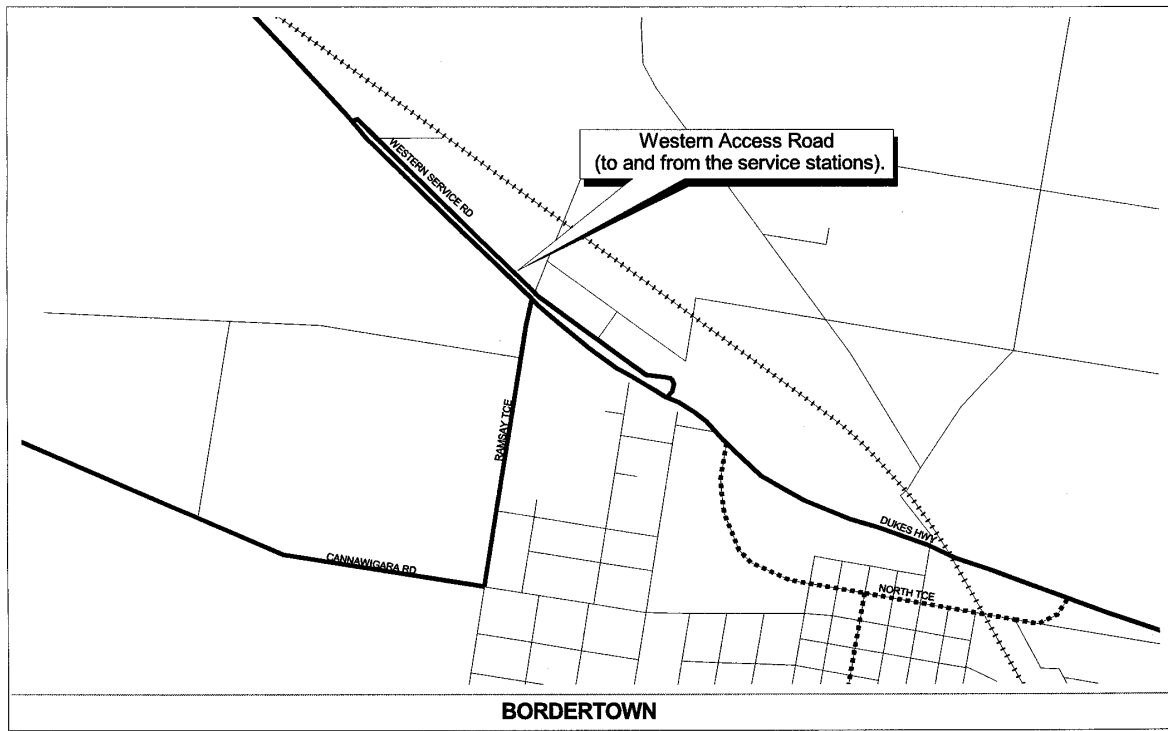 Western Access Road
(to and from the service stations).
WESTERN SERVICE RD
RAMSAY TCE
DUKES HWY
CANNAWIGARA RD
NORTH TCE
BORDERTOWN